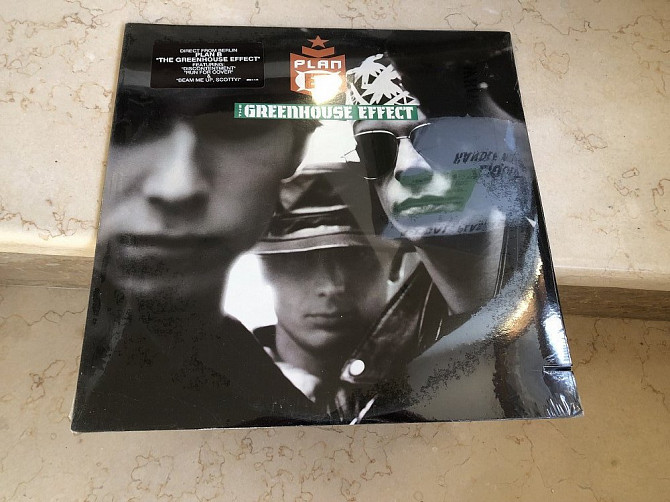 DIRECT FROM BERLIN
PLAN B
"THE GREENHOUSE EFFECT"
FEATURING
"DISCONTENTMENT"
"RUN FOR COVER"
"BEAM ME UP, SCOTTY!"
PLAN
B
THE
GREENHOUSE EFFECT